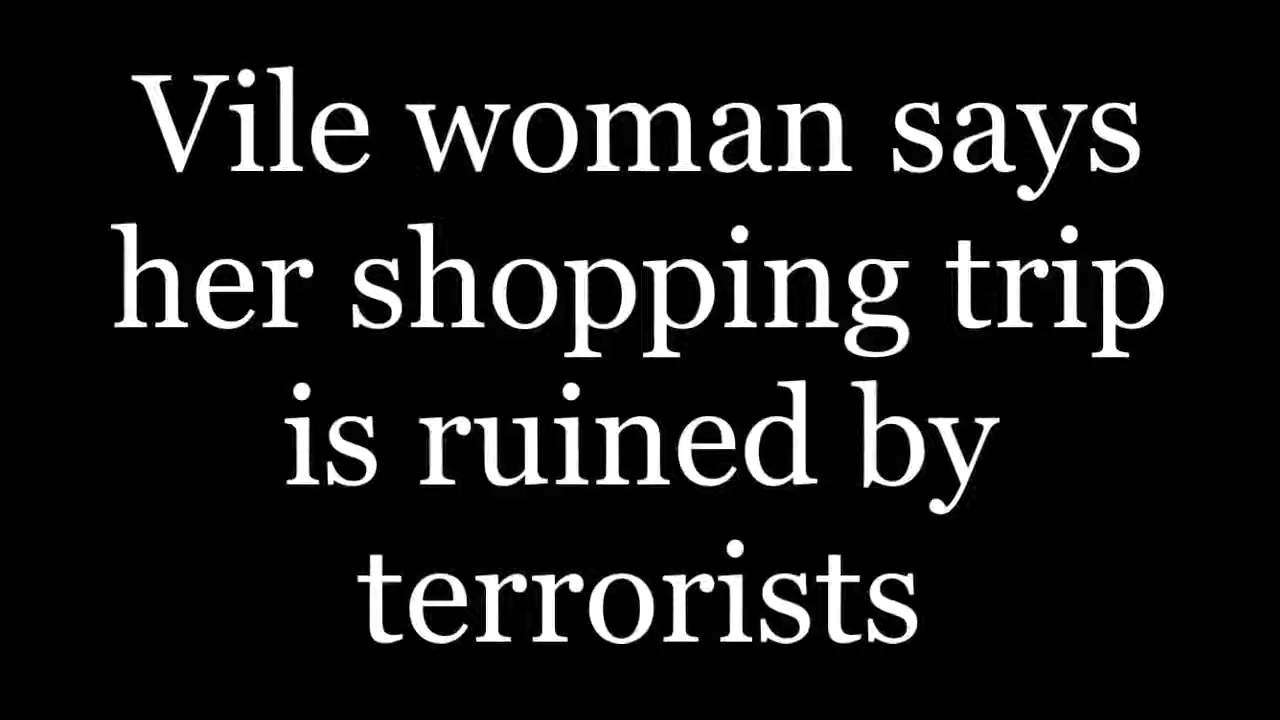 Vile woman says
her shopping trip
is ruined by
terrorists